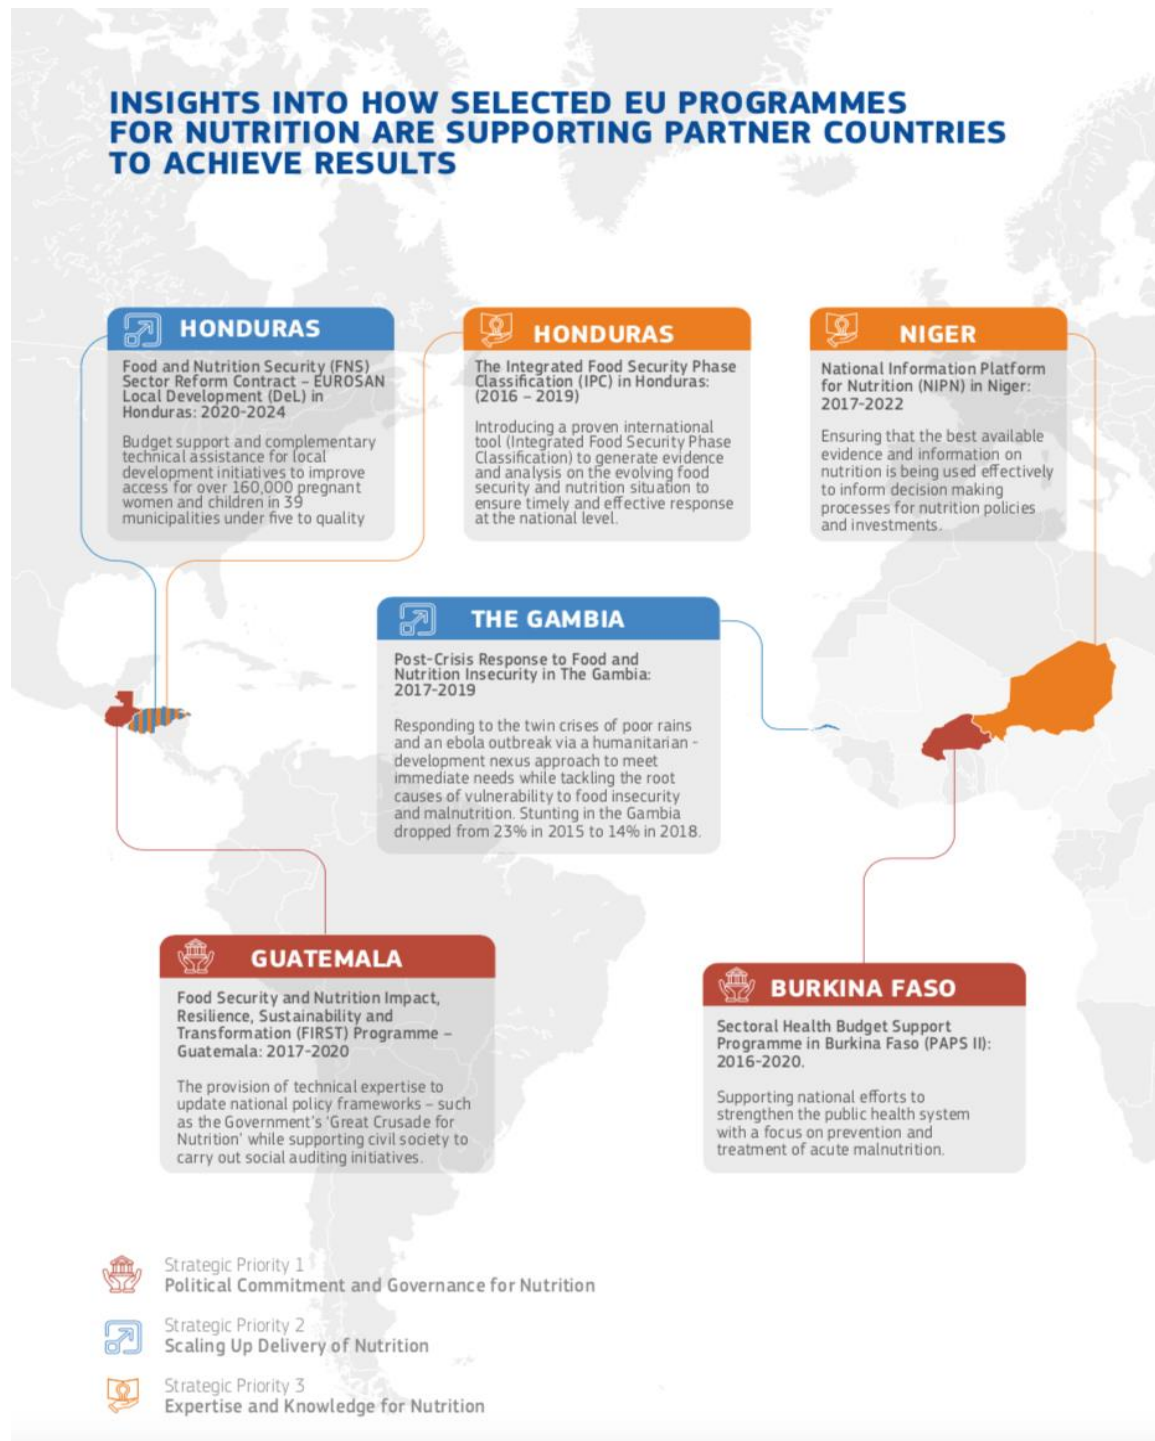 INSIGHTS INTO HOW SELECTED EU PROGRAMMES
FOR NUTRITION ARE SUPPORTING PARTNER COUNTRIES
TO ACHIEVE RESULTS
HONDURAS
Food and Nutrition Security (FNS)
Sector Reform Contract – EUROSAN
Local Development (DeL) in
Honduras: 2020-2024
Budget support and complementary
technical assistance for local
development initiatives to improve
access for over 160,000 pregnant
women and children in 39
municipalities under five to quality
HONDURAS
The Integrated Food Security Phase
Classification (IPC) in Honduras:
(2016 – 2019)
Introducing a proven international
tool (Integrated Food Security Phase
Classification) to generate evidence
and analysis on the evolving food
security and nutrition situation to
ensure timely and effective response
at the national level.
NIGER
National Information Platform
for Nutrition (NIPN) in Niger:
2017-2022
Ensuring that the best available
evidence and information on
nutrition is being used effectively
to inform decision making
processes for nutrition policies
and investments.
THE GAMBIA
Post-Crisis Response to Food and
Nutrition Insecurity in The Gambia:
2017-2019
Responding to the twin crises of poor rains
and an ebola outbreak via a humanitarian -
development nexus approach to meet
immediate needs while tackling the root
causes of vulnerability to food insecurity
and malnutrition. Stunting in the Gambia
dropped from 23% in 2015 to 14% in 2018.
GUATEMALA
Food Security and Nutrition Impact,
Resilience, Sustainability and
Transformation (FIRST) Programme –
Guatemala: 2017-2020
The provision of technical expertise to
update national policy frameworks – such
as the Government's 'Great Crusade for
Nutrition' while supporting civil society to
carry out social auditing initiatives.
BURKINA FASO
Sectoral Health Budget Support
Programme in Burkina Faso (PAPS II):
2016-2020.
Supporting national efforts to
strengthen the public health system
with a focus on prevention and
treatment of acute malnutrition.
Strategic Priority 1
Political Commitment and Governance for Nutrition
Strategic Priority 2
Scaling Up Delivery of Nutrition
Strategic Priority 3
Expertise and Knowledge for Nutrition